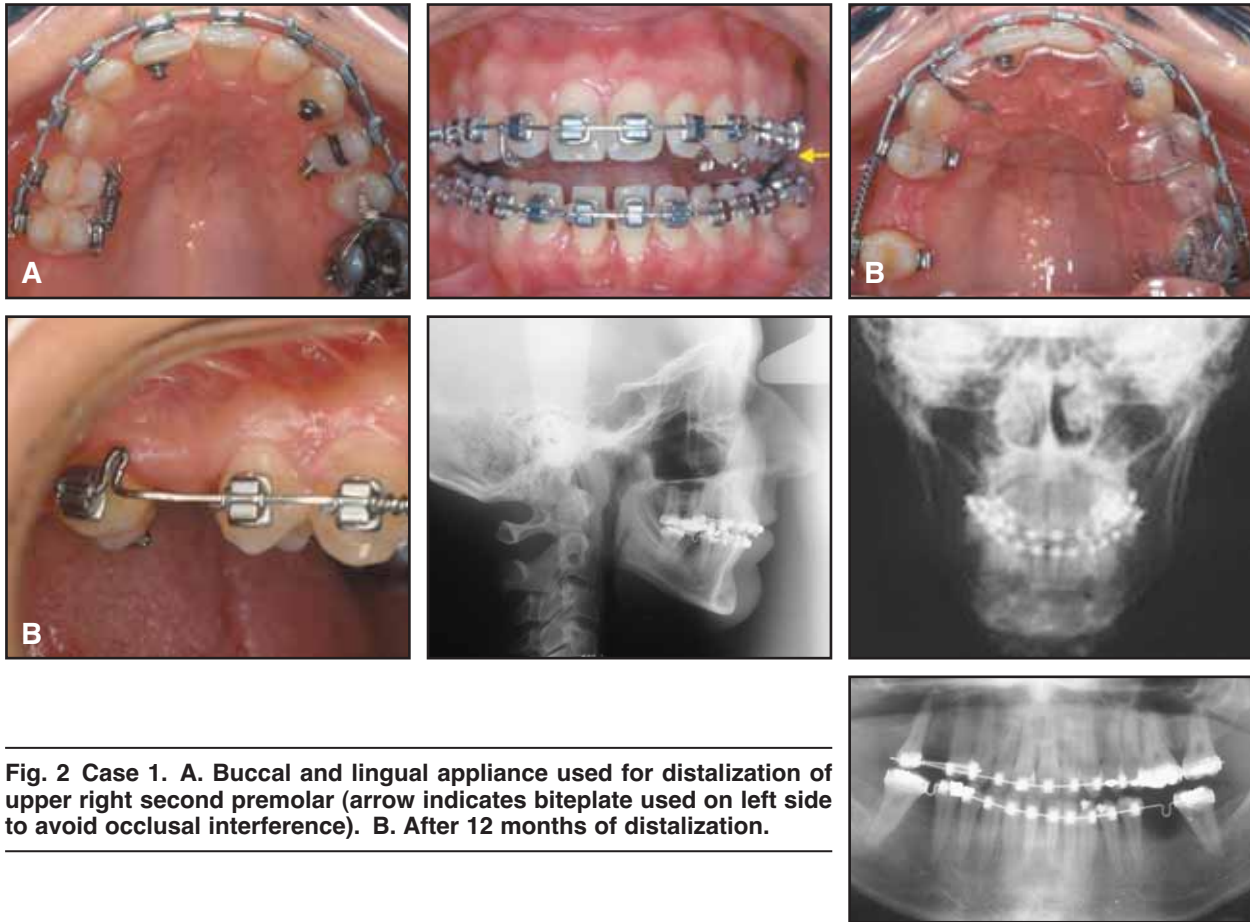 A
B
B
Fig. 2 Case 1. A. Buccal and lingual appliance used for distalization of
upper right second premolar (arrow indicates biteplate used on left side
to avoid occlusal interference). B. After 12 months of distalization.